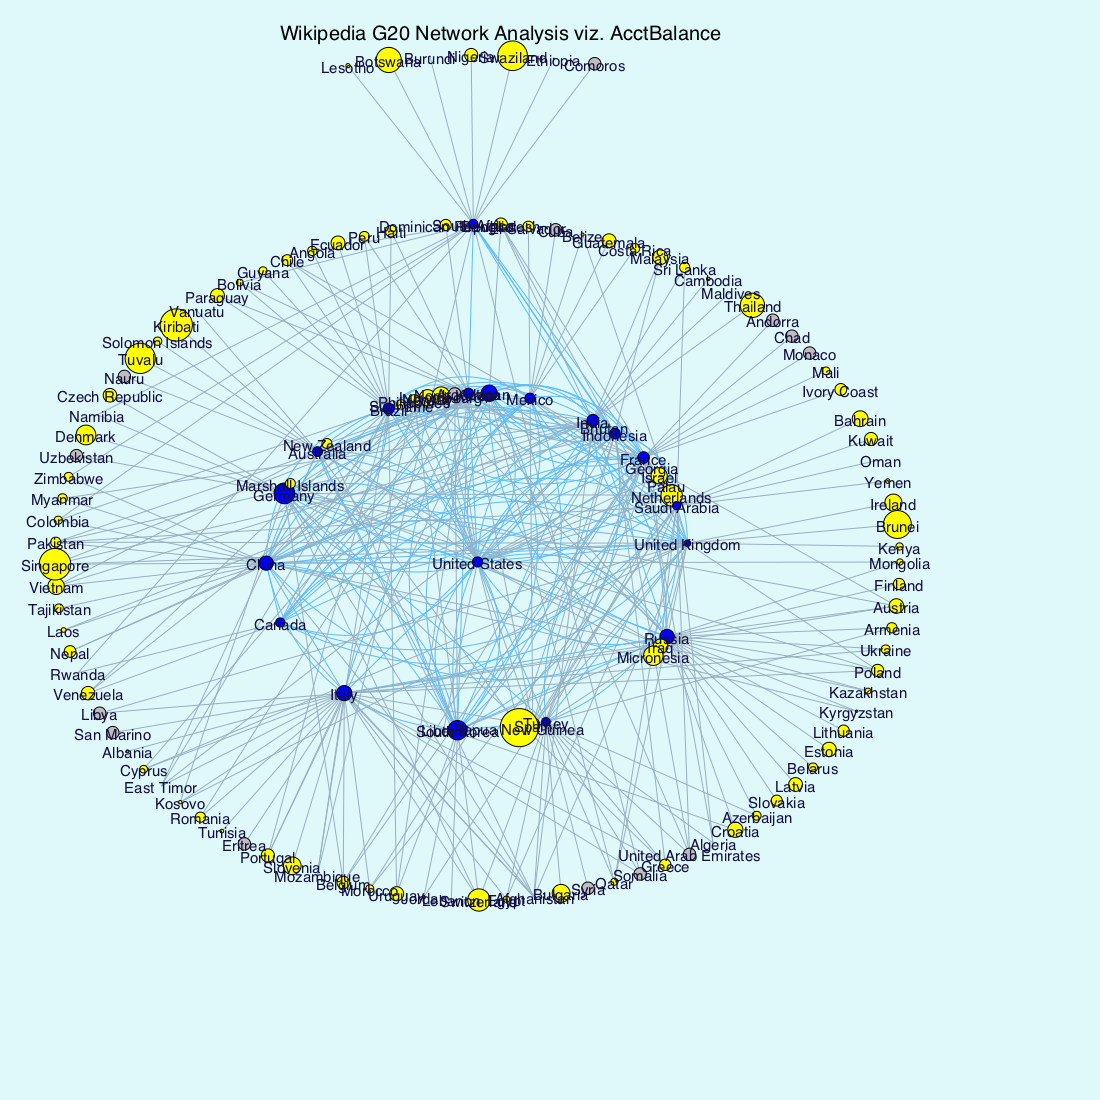 Wikipedia G20 Network Analysis viz. AcctBalance
Lesotho
Botswana
Burundi
Nigeria
Swaziland
Ethiopia
Comoros
Dominican
South Africa
Salvador
Cuba
Belize
Guatemala
Costa Rica
Malaysia
Sri Lanka
Cambodia
Maldives
Thailand
Andorra
Chad
Monaco
Mali
Ivory Coast
Bahrain
Kuwait
Oman
Yemen
Ireland
Brunei
Kenya
Mongolia
Finland
Austria
Armenia
Ukraine
Poland
Kazakhstan
Kyrgyzstan
Lithuania
Estonia
Belarus
Latvia
Slovakia
Azerbaijan
Croatia
Algeria
United Arab Emirates
Greece
Somalia
Qatar
Syria
Bulgaria
Afghanistan
Egypt
Switzerland
Lebanon
Jordan
Uruguay
Morocco
Belgium
Mozambique
Slovenia
Portugal
Eritrea
Tunisia
Romania
Kosovo
East Timor
Cyprus
Albania
San Marino
Libya
Venezuela
Rwanda
Nepal
Laos
Tajikistan
Vietnam
Singapore
Pakistan
Colombia
Myanmar
Zimbabwe
Uzbekistan
Denmark
Namibia
Czech Republic
Nauru
Tuvalu
Solomon Islands
Kiribati
Vanuatu
Paraguay
Bolivia
Guyana
Chile
Angola
Ecuador
Peru
Haiti
Brazil
Mexico
India
Bhutan
Indonesia
France
Georgia
Israel
Palau
Netherlands
Saudi Arabia
United Kingdom
New Zealand
Australia
Marshall Islands
Germany
China
United States
Canada
Russia
Iraq
Micronesia
Italy
South Korea
Papua New Guinea
Spain
Turkey